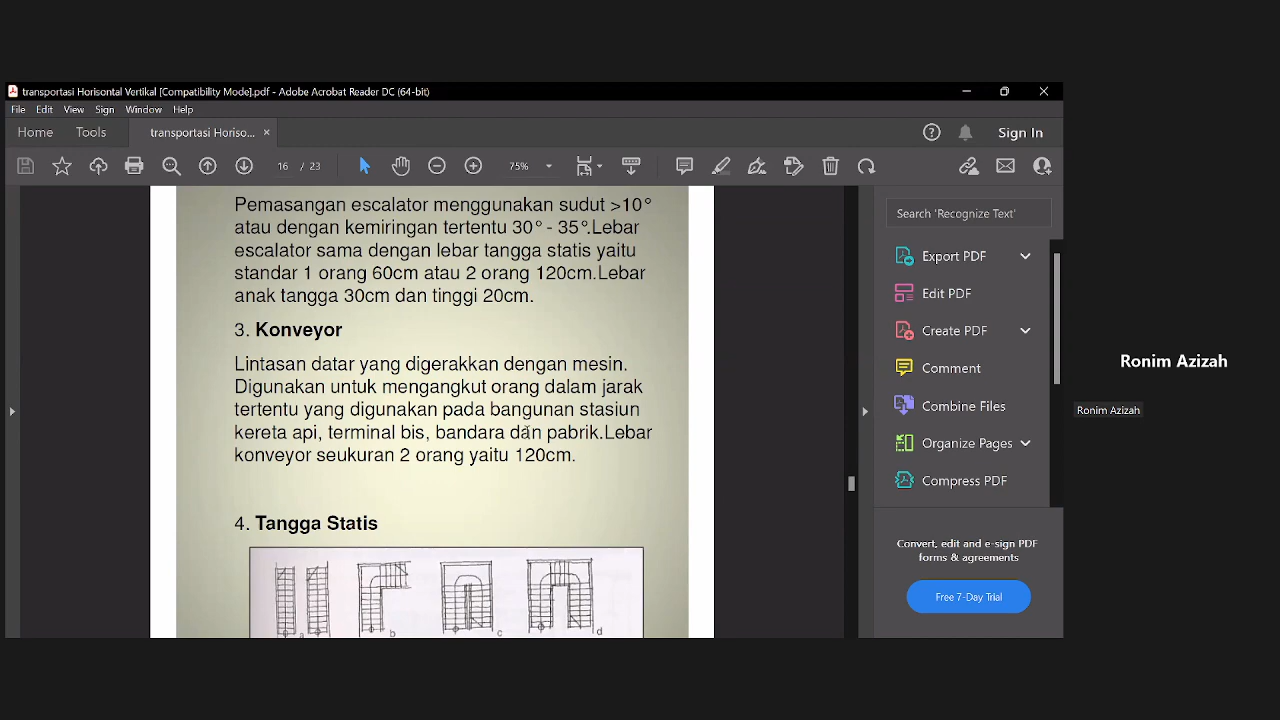 transportasi Horisontal Vertikal [Compatibility Mode].pdf - Adobe Acrobat Reader DC (64-bit)
File Edit View Sign Window Help
Home Tools transportasi Horiso... × Sign In
16 / 23 75%
Pemasangan escalator menggunakan sudut >10°
atau dengan kemiringan tertentu 30° - 35°.Lebar
escalator sama dengan lebar tangga statis yaitu
standar 1 orang 60cm atau 2 orang 120cm.Lebar
anak tangga 30cm dan tinggi 20cm.
3. Konveyor
Lintasan datar yang digerakkan dengan mesin.
Digunakan untuk mengangkut orang dalam jarak
tertentu yang digunakan pada bangunan stasiun
kereta api, terminal bis, bandara dan pabrik.Lebar
konveyor seukuran 2 orang yaitu 120cm.
4. Tangga Statis
a b c d
Search 'Recognize Text'
Export PDF
Edit PDF
Create PDF
Comment
Combine Files
Organize Pages
Compress PDF
Convert, edit and e-sign PDF
forms & agreements
Free 7-Day Trial
Ronim Azizah
Ronim Azizah